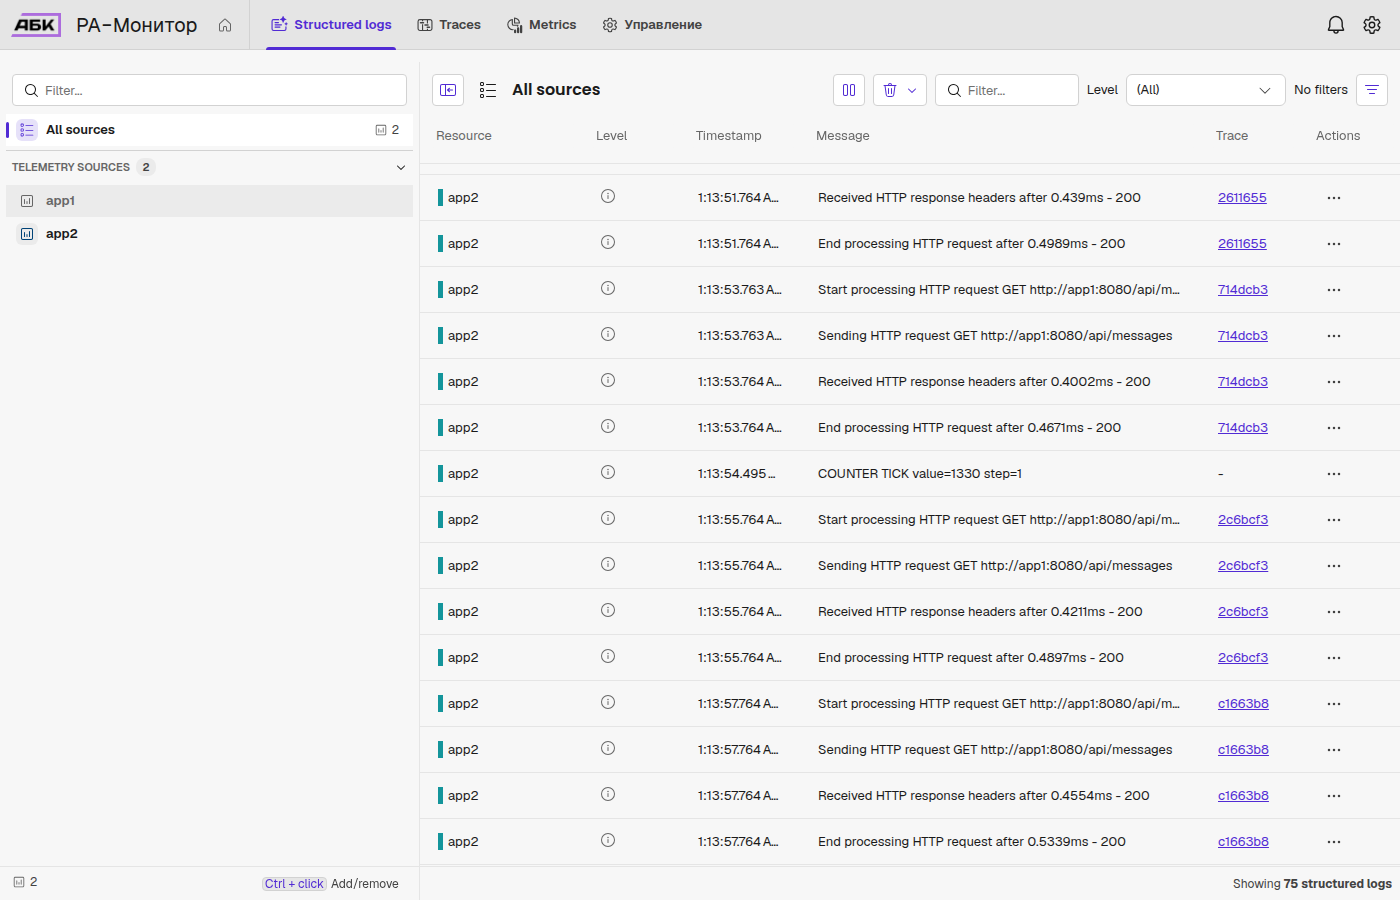 АБК РА-Монитор Structured logs Traces Metrics Управление
Filter...
All sources 2
TELEMETRY SOURCES 2
app1
app2
All sources Filter... Level (All) No filters
Resource Level Timestamp Message Trace Actions
app2 1:13:51.764 A... Received HTTP response headers after 0.439ms - 200 2611655 ...
app2 1:13:51.764 A... End processing HTTP request after 0.4989ms - 200 2611655 ...
app2 1:13:53.763 A... Start processing HTTP request GET http://app1:8080/api/m... 714dcb3 ...
app2 1:13:53.763 A... Sending HTTP request GET http://app1:8080/api/messages 714dcb3 ...
app2 1:13:53.764 A... Received HTTP response headers after 0.4002ms - 200 714dcb3 ...
app2 1:13:53.764 A... End processing HTTP request after 0.4671ms - 200 714dcb3 ...
app2 1:13:54.495 ... COUNTER TICK value=1330 step=1 - ...
app2 1:13:55.764 A... Start processing HTTP request GET http://app1:8080/api/m... 2c6bcf3 ...
app2 1:13:55.764 A... Sending HTTP request GET http://app1:8080/api/messages 2c6bcf3 ...
app2 1:13:55.764 A... Received HTTP response headers after 0.4211ms - 200 2c6bcf3 ...
app2 1:13:55.764 A... End processing HTTP request after 0.4897ms - 200 2c6bcf3 ...
app2 1:13:57.764 A... Start processing HTTP request GET http://app1:8080/api/m... c1663b8 ...
app2 1:13:57.764 A... Sending HTTP request GET http://app1:8080/api/messages c1663b8 ...
app2 1:13:57.764 A... Received HTTP response headers after 0.4554ms - 200 c1663b8 ...
app2 1:13:57.764 A... End processing HTTP request after 0.5339ms - 200 c1663b8 ...
2 Ctrl + click Add/remove
Showing 75 structured logs